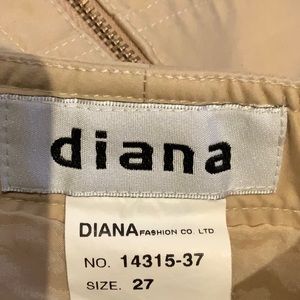 diana
DIANA FASHION CO. LTD
NO. 14315-37
SIZE. 27